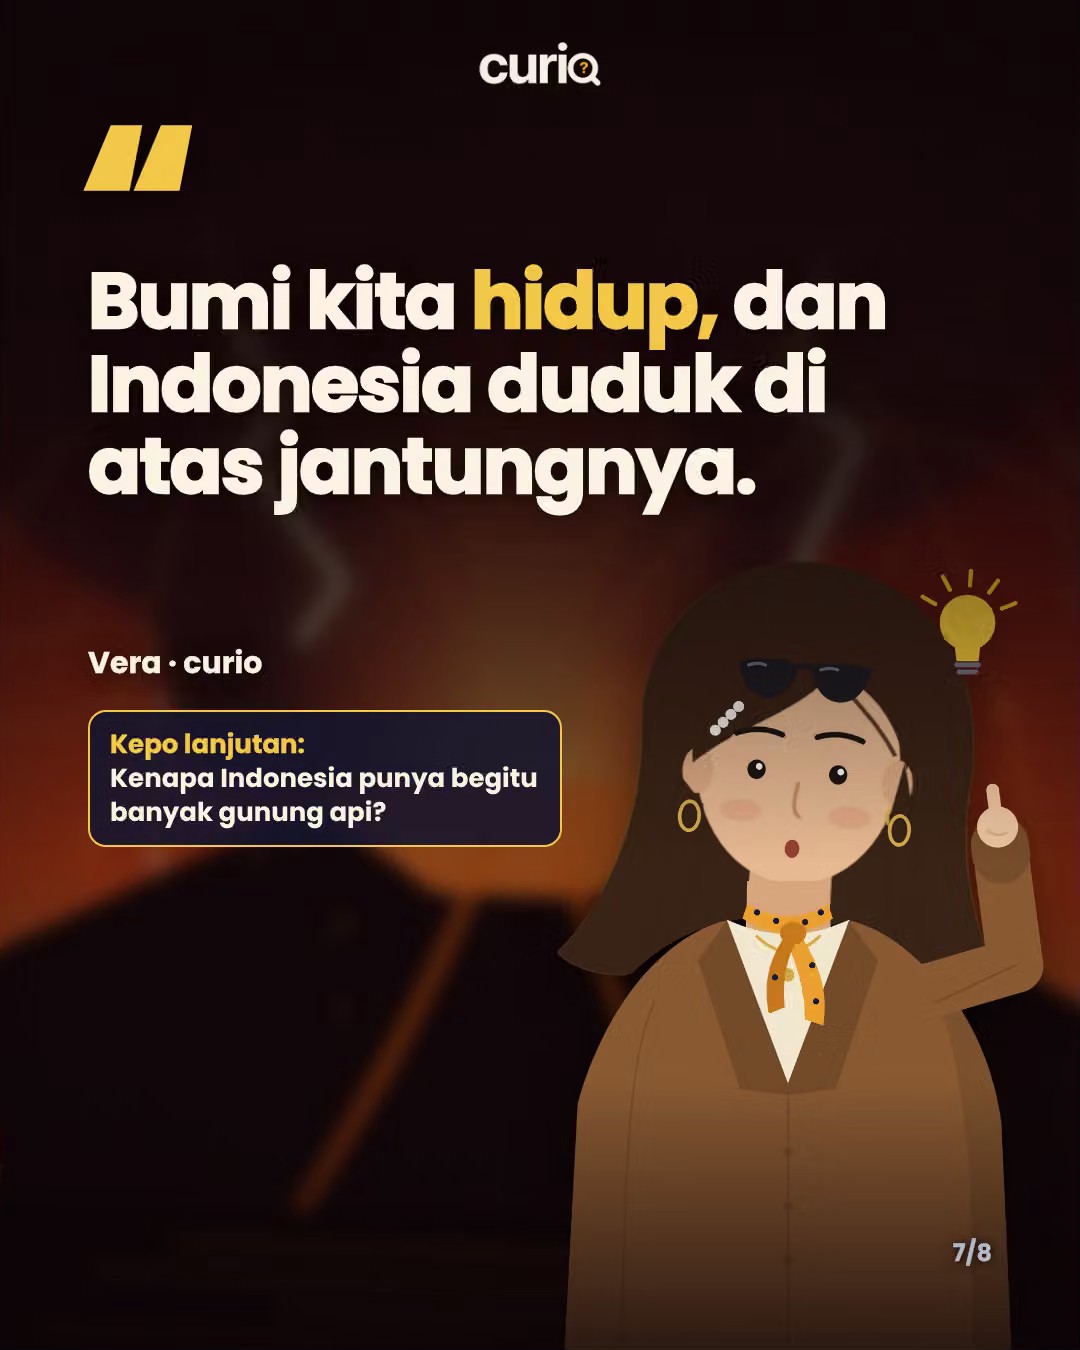 curio
Bumi kita hidup, dan
Indonesia duduk di
atas jantungnya.
Vera · curio
Kepo lanjutan:
Kenapa Indonesia punya begitu
banyak gunung api?
7/8